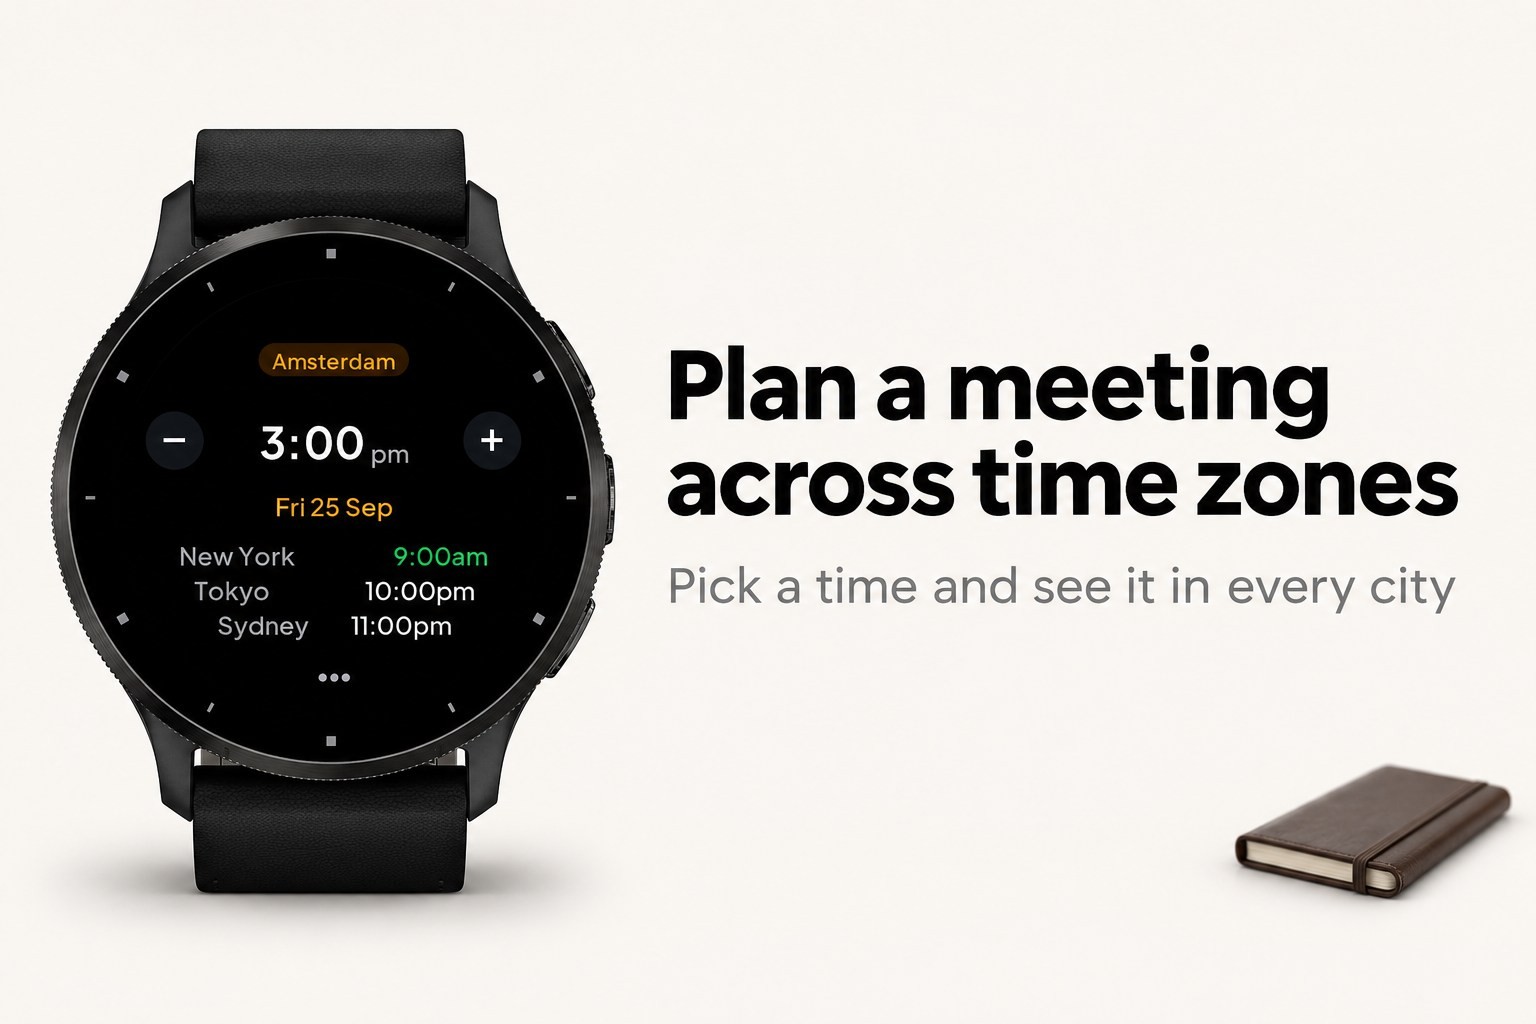 Amsterdam
− 3:00 pm +
Fri 25 Sep
New York 9:00am
Tokyo 10:00pm
Sydney 11:00pm
•••
Plan a meeting
across time zones
Pick a time and see it in every city